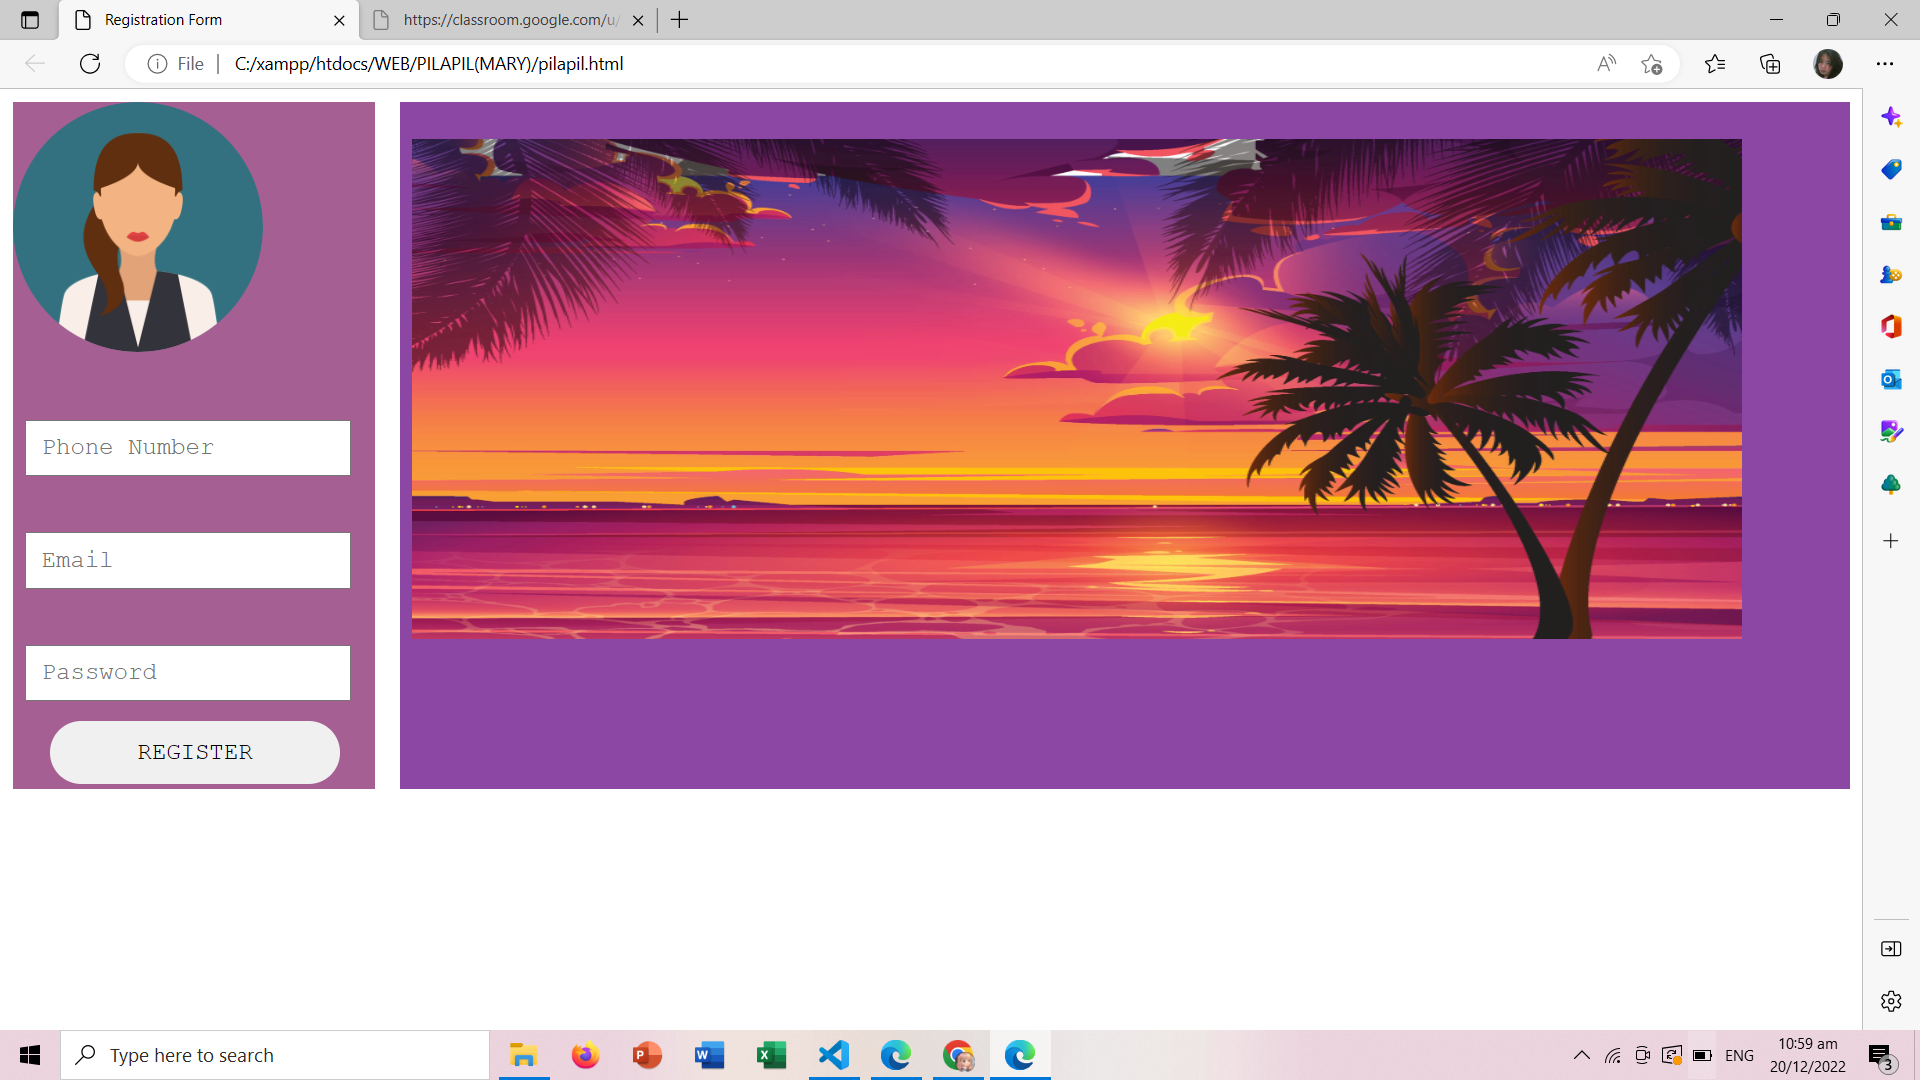 Registration Form
https://classroom.google.com/u/
File
C:/xampp/htdocs/WEB/PILAPIL(MARY)/pilapil.html
Phone Number
Email
Password
REGISTER
Type here to search
ENG
10:59 am
20/12/2022
3